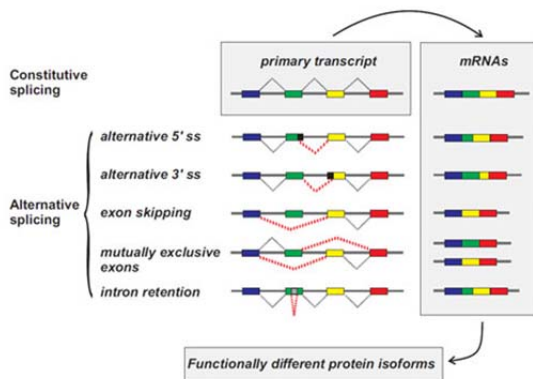 primary transcript
mRNAs
Constitutive
splicing
alternative 5' ss
alternative 3' ss
Alternative
splicing
exon skipping
mutually exclusive
exons
intron retention
Functionally different protein isoforms